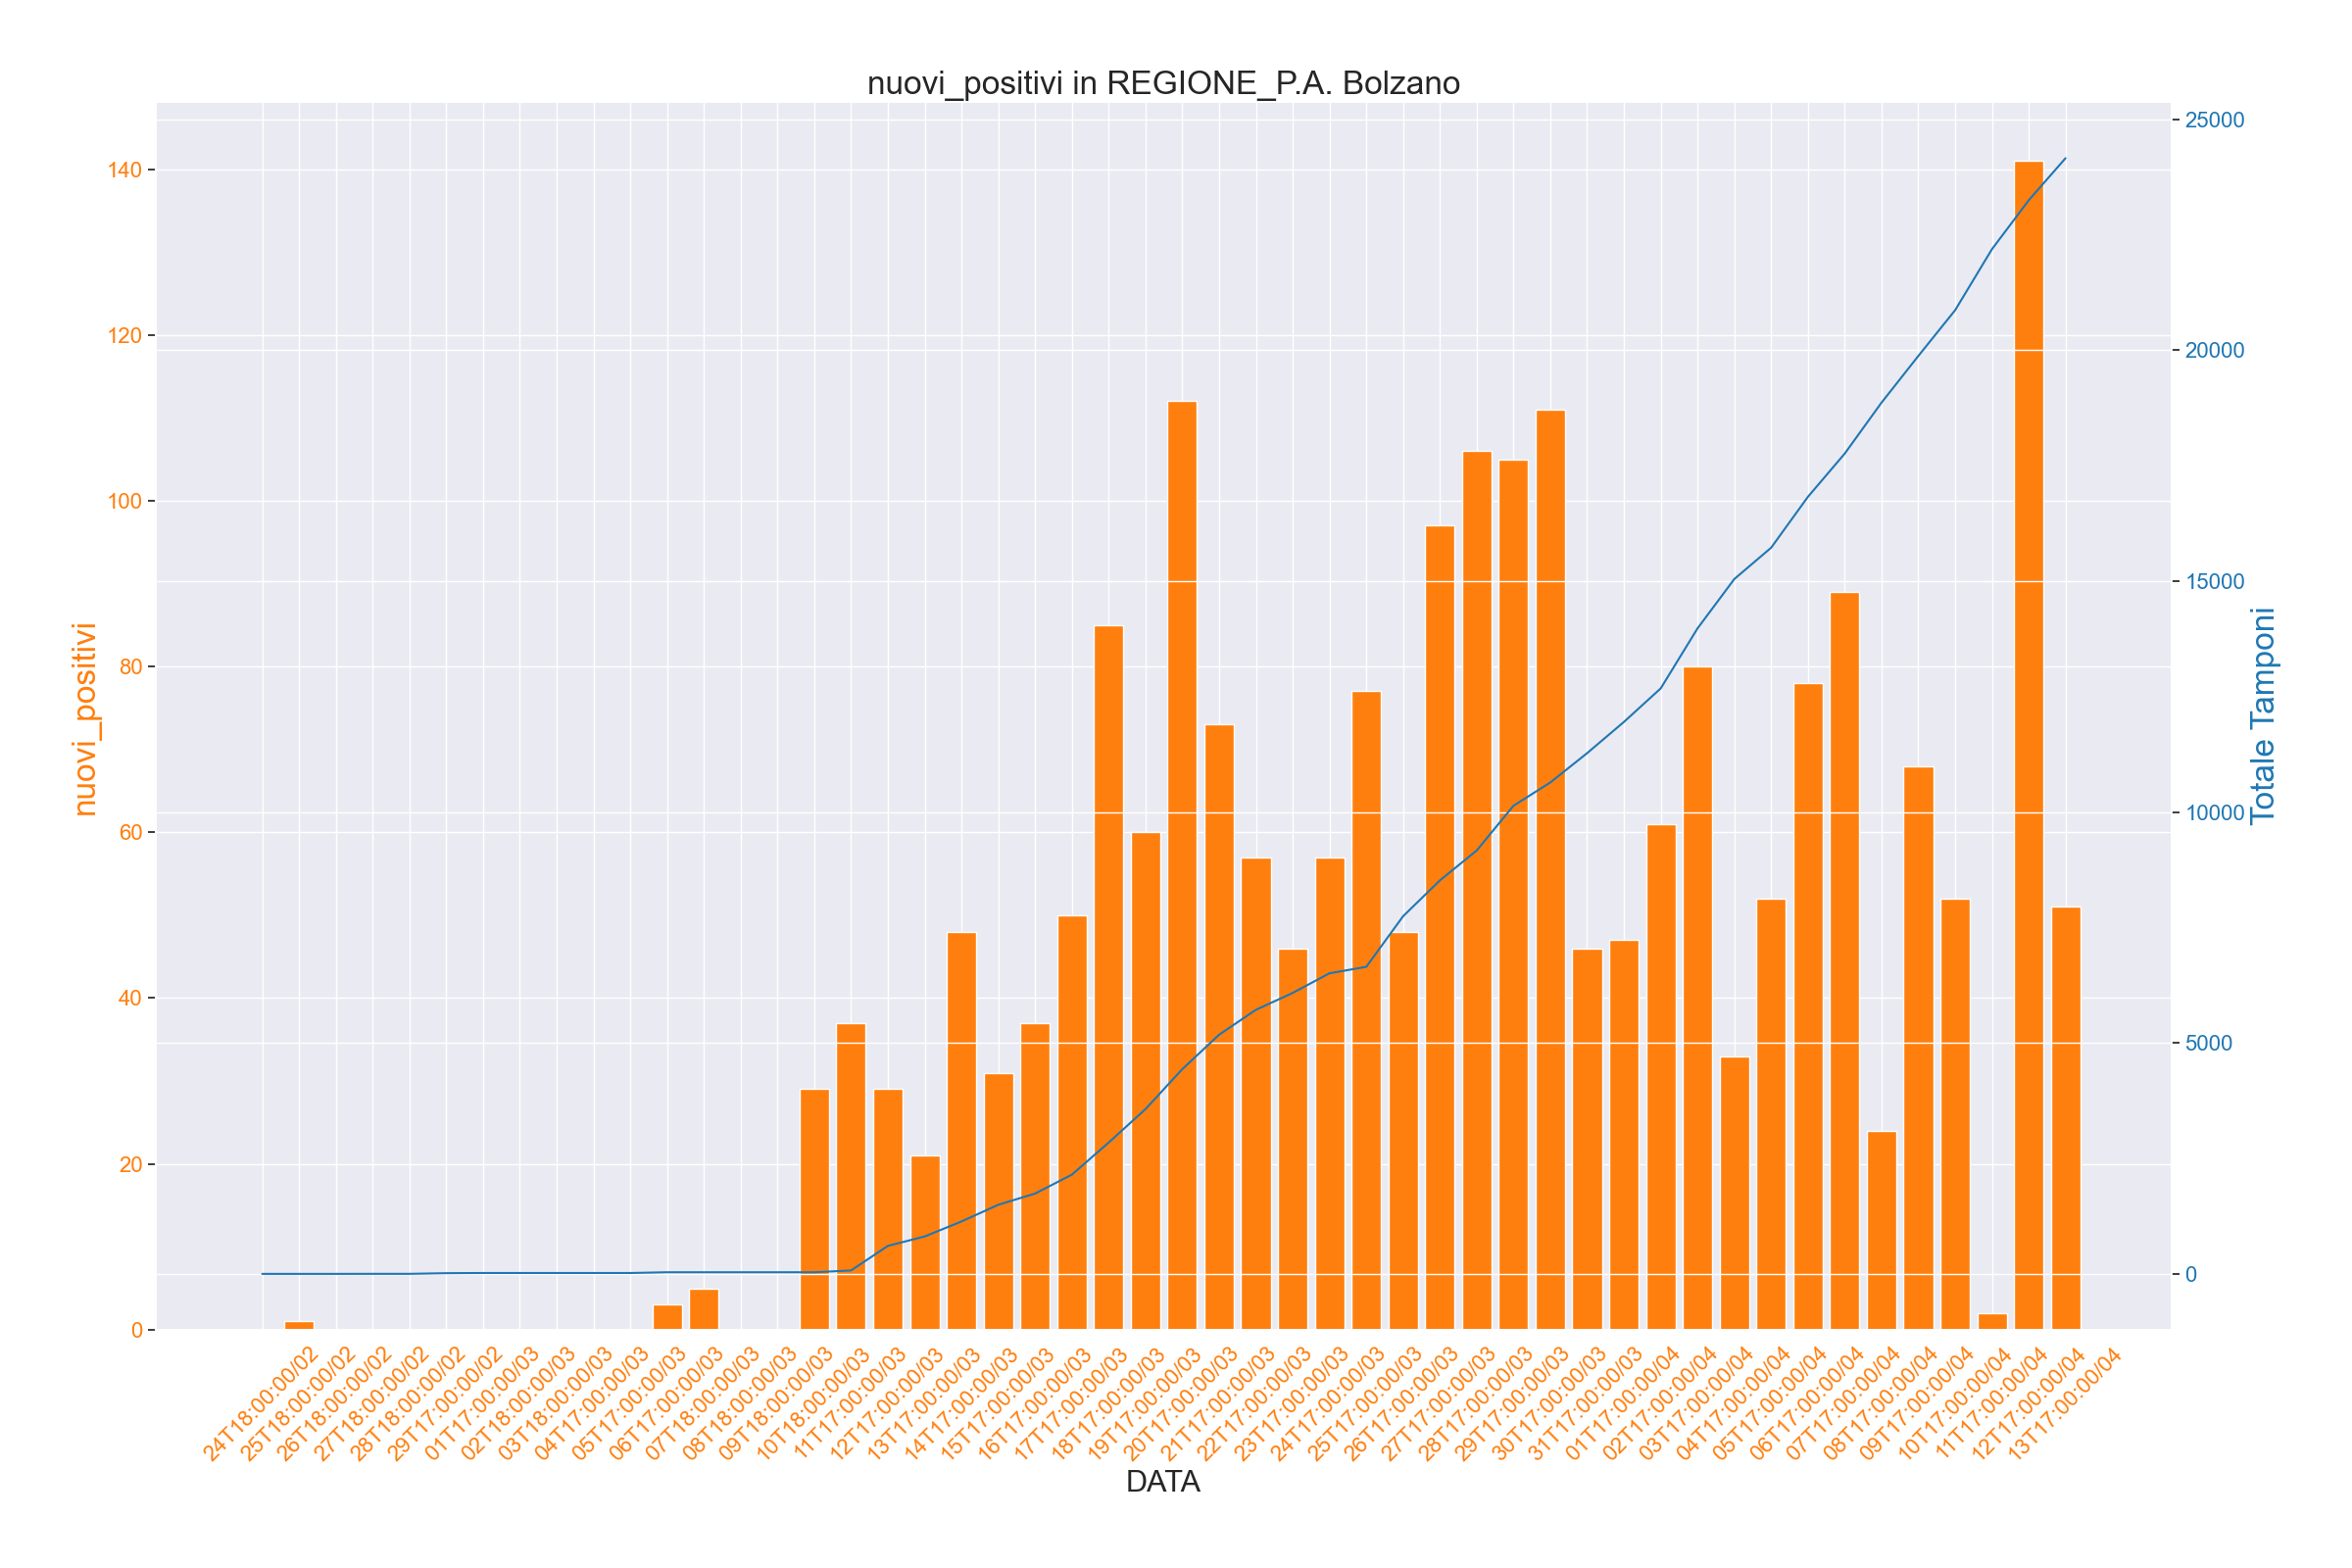 nuovi_positivi in REGIONE_P.A. Bolzano
140
120
100
80
60
40
20
0
nuovi_positivi
25000
20000
15000
10000
5000
0
Totale Tamponi
24T18:00:00/02
25T18:00:00/02
26T18:00:00/02
27T18:00:00/02
28T18:00:00/02
29T17:00:00/02
01T17:00:00/03
02T18:00:00/03
03T18:00:00/03
04T17:00:00/03
05T17:00:00/03
06T17:00:00/03
07T18:00:00/03
08T18:00:00/03
09T18:00:00/03
10T18:00:00/03
11T17:00:00/03
12T17:00:00/03
13T17:00:00/03
14T17:00:00/03
15T17:00:00/03
16T17:00:00/03
17T17:00:00/03
18T17:00:00/03
19T17:00:00/03
20T17:00:00/03
21T17:00:00/03
22T17:00:00/03
23T17:00:00/03
24T17:00:00/03
25T17:00:00/03
26T17:00:00/03
27T17:00:00/03
28T17:00:00/03
29T17:00:00/03
30T17:00:00/03
31T17:00:00/03
01T17:00:00/04
02T17:00:00/04
03T17:00:00/04
04T17:00:00/04
05T17:00:00/04
06T17:00:00/04
07T17:00:00/04
08T17:00:00/04
09T17:00:00/04
10T17:00:00/04
11T17:00:00/04
12T17:00:00/04
13T17:00:00/04
DATA